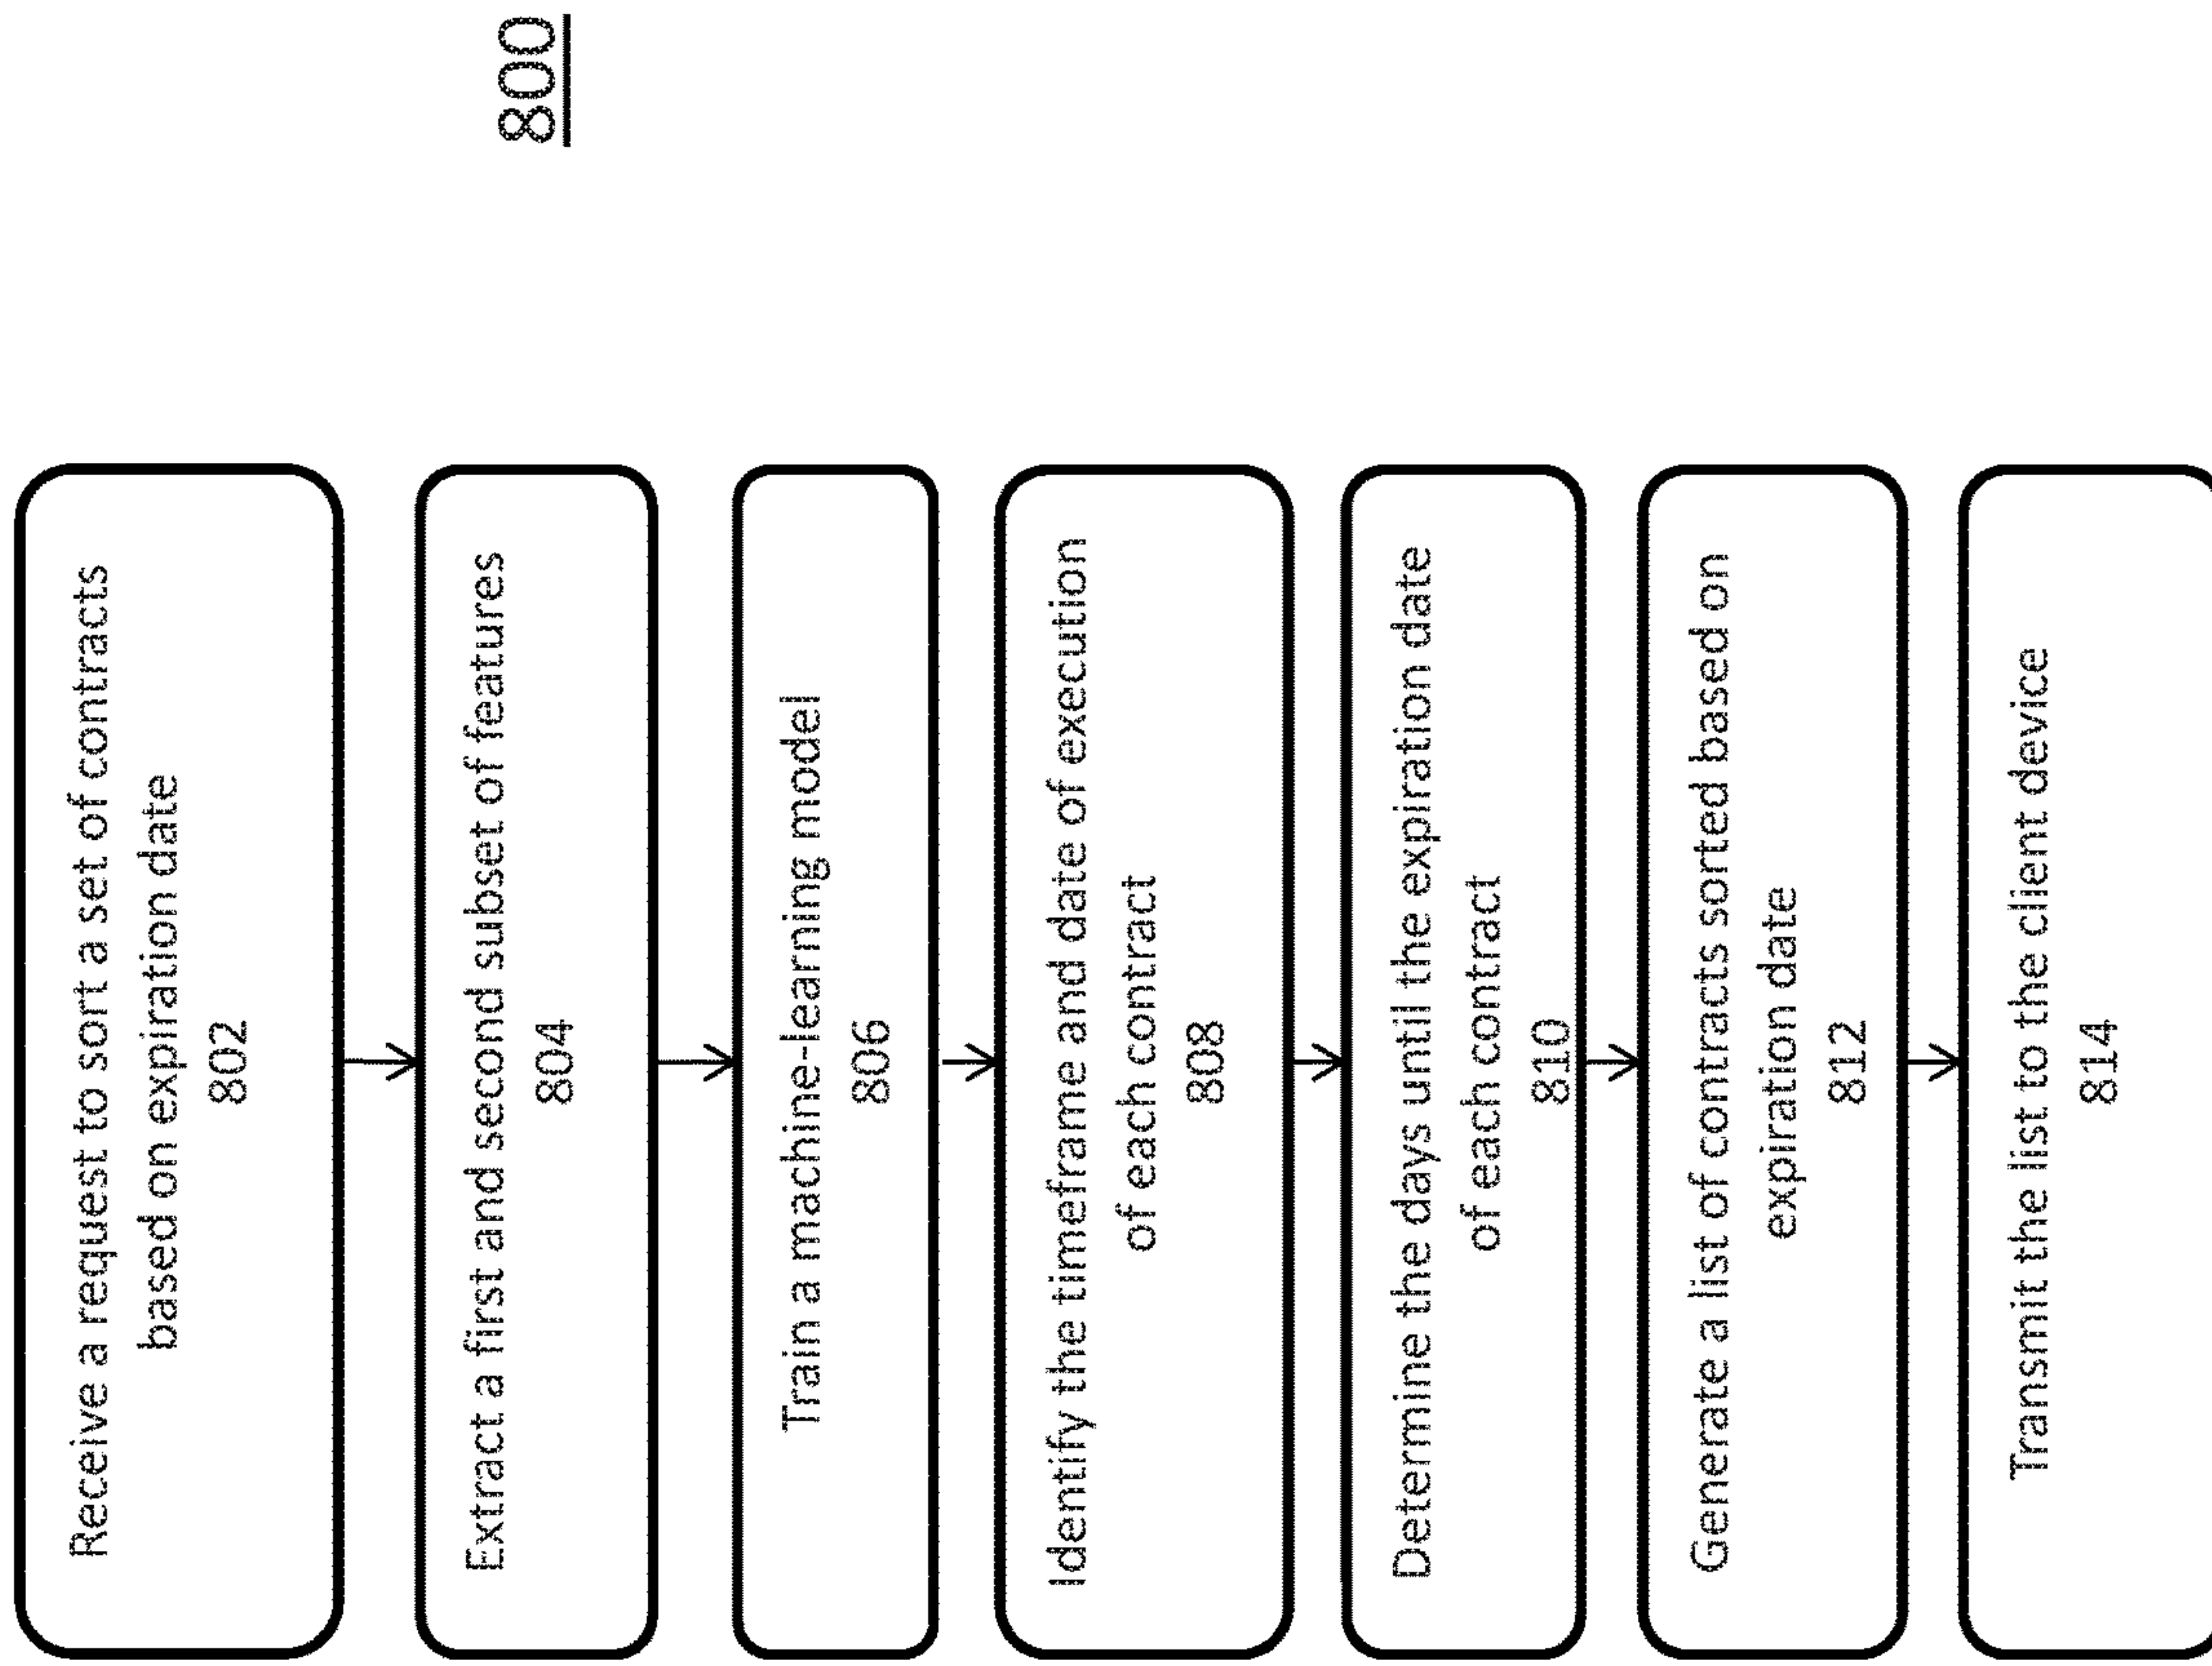 800
Receive a request to sort a set of contracts
based on expiration date
802
Extract a first and second subset of features
804
Train a machine-learning model
806
Identify the timeframe and date of execution
of each contract
808
Determine the days until the expiration date
of each contract
810
Generate a list of contracts sorted based on
expiration date
812
Transmit the list to the client device
814